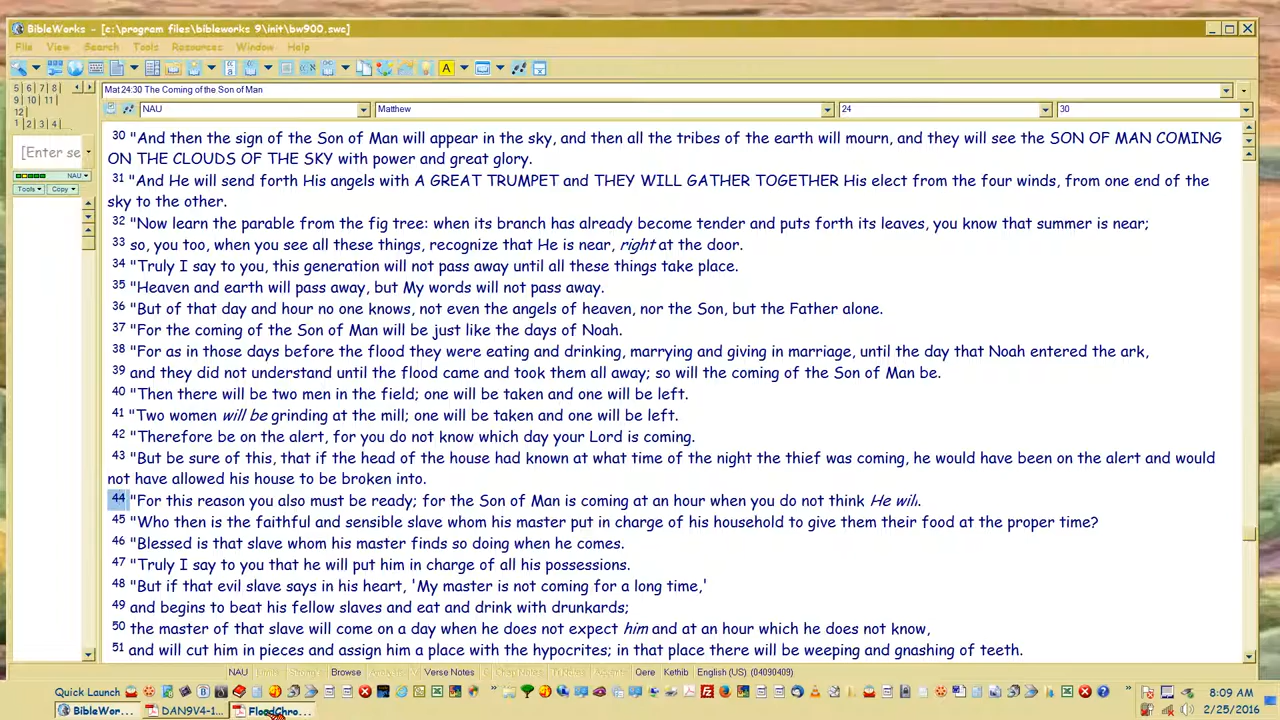 BibleWorks - [c:\program files\bibleworks 9\init\bw900.swc]
File View Search Tools Resources Window Help
5 | 6 | 7 | 8 |
9 | 10 | 11 |
12 |
1 | 2 | 3 | 4 |
Mat 24:30 The Coming of the Son of Man
NAU Matthew 24 30
[Enter se
NAU
Tools Copy
30 "And then the sign of the Son of Man will appear in the sky, and then all the tribes of the earth will mourn, and they will see the SON OF MAN COMING
ON THE CLOUDS OF THE SKY with power and great glory.
31 "And He will send forth His angels with A GREAT TRUMPET and THEY WILL GATHER TOGETHER His elect from the four winds, from one end of the
sky to the other.
32 "Now learn the parable from the fig tree: when its branch has already become tender and puts forth its leaves, you know that summer is near;
33 so, you too, when you see all these things, recognize that He is near, right at the door.
34 "Truly I say to you, this generation will not pass away until all these things take place.
35 "Heaven and earth will pass away, but My words will not pass away.
36 "But of that day and hour no one knows, not even the angels of heaven, nor the Son, but the Father alone.
37 "For the coming of the Son of Man will be just like the days of Noah.
38 "For as in those days before the flood they were eating and drinking, marrying and giving in marriage, until the day that Noah entered the ark,
39 and they did not understand until the flood came and took them all away; so will the coming of the Son of Man be.
40 "Then there will be two men in the field; one will be taken and one will be left.
41 "Two women will be grinding at the mill; one will be taken and one will be left.
42 "Therefore be on the alert, for you do not know which day your Lord is coming.
43 "But be sure of this, that if the head of the house had known at what time of the night the thief was coming, he would have been on the alert and would
not have allowed his house to be broken into.
44 "For this reason you also must be ready; for the Son of Man is coming at an hour when you do not think He will.
45 "Who then is the faithful and sensible slave whom his master put in charge of his household to give them their food at the proper time?
46 "Blessed is that slave whom his master finds so doing when he comes.
47 "Truly I say to you that he will put him in charge of all his possessions.
48 "But if that evil slave says in his heart, 'My master is not coming for a long time,'
49 and begins to beat his fellow slaves and eat and drink with drunkards;
50 the master of that slave will come on a day when he does not expect him and at an hour which he does not know,
51 and will cut him in pieces and assign him a place with the hypocrites; in that place there will be weeping and gnashing of teeth.
NAU Browse Verse Notes Qere Kethib English (US) (04090409)
Quick Launch
8:09 AM
BibleWor... DAN9V4-1... FloodChro...
2/25/2016